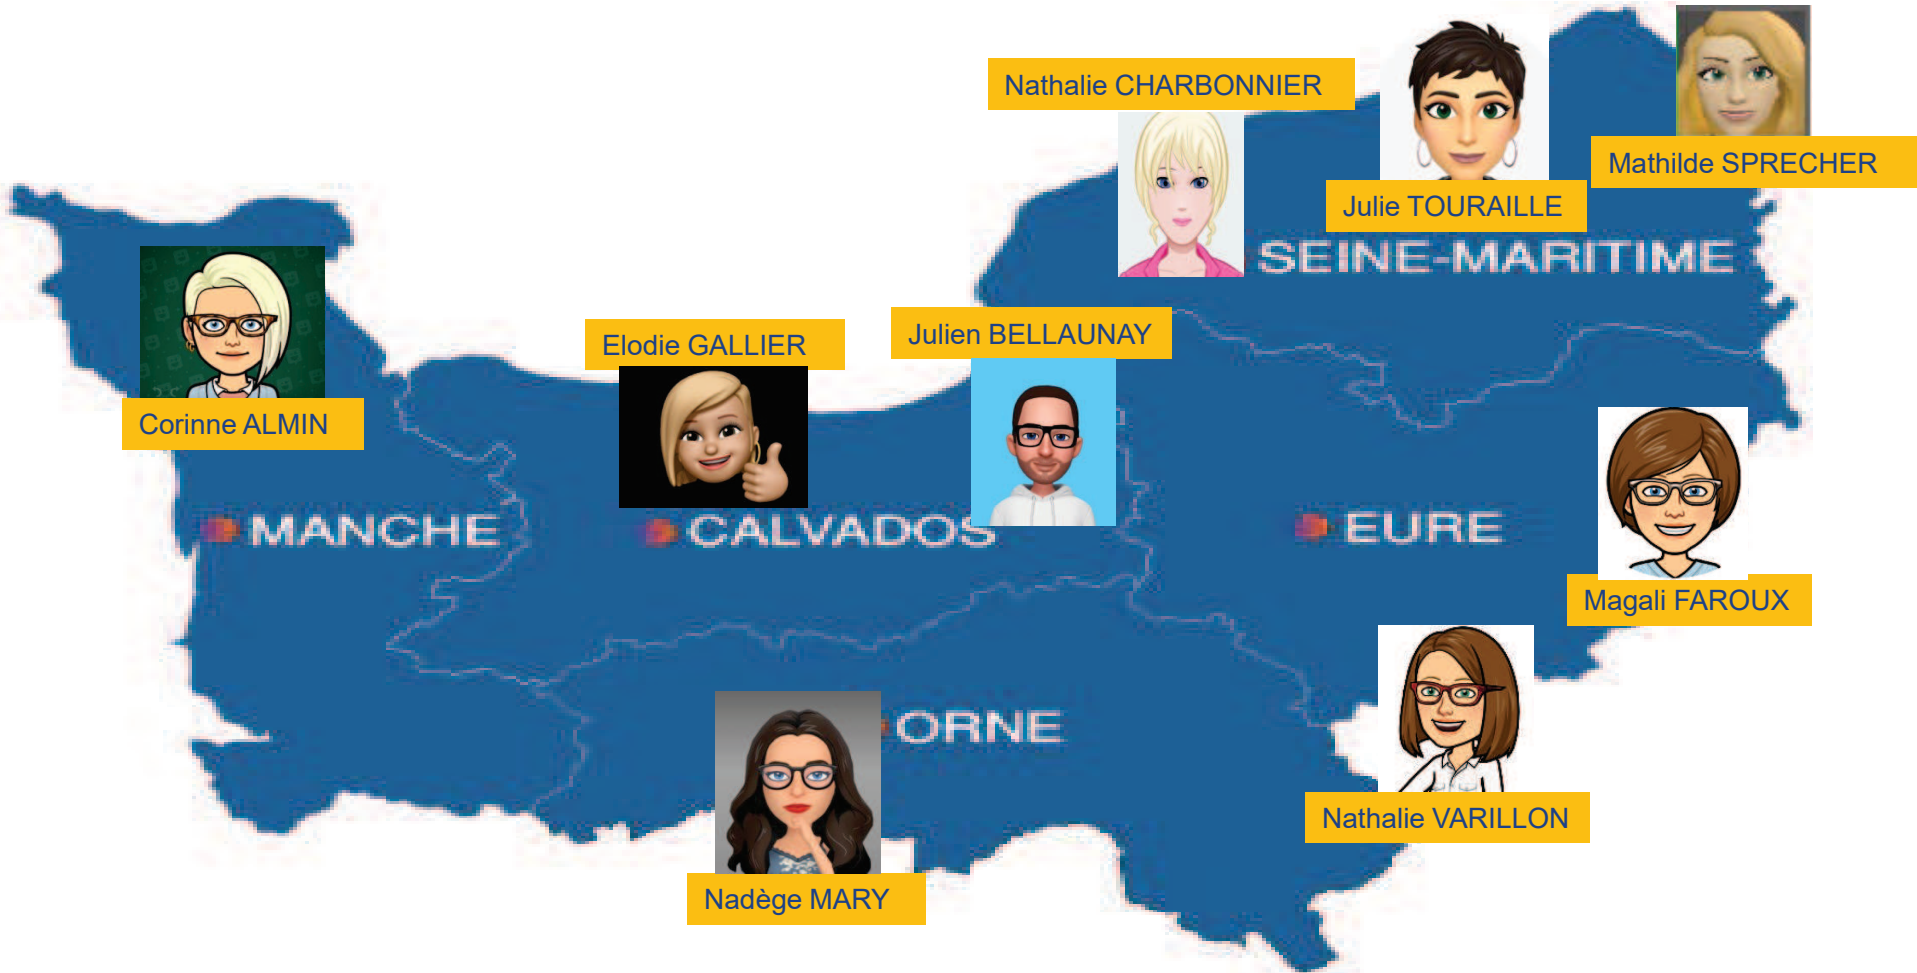 Nathalie CHARBONNIER
Mathilde SPRECHER
Julie TOURAILLE
SEINE-MARITIME
Julien BELLAUNAY
Elodie GALLIER
Corinne ALMIN
MANCHE
CALVADOS
EURE
Magali FAROUX
ORNE
Nathalie VARILLON
Nadège MARY